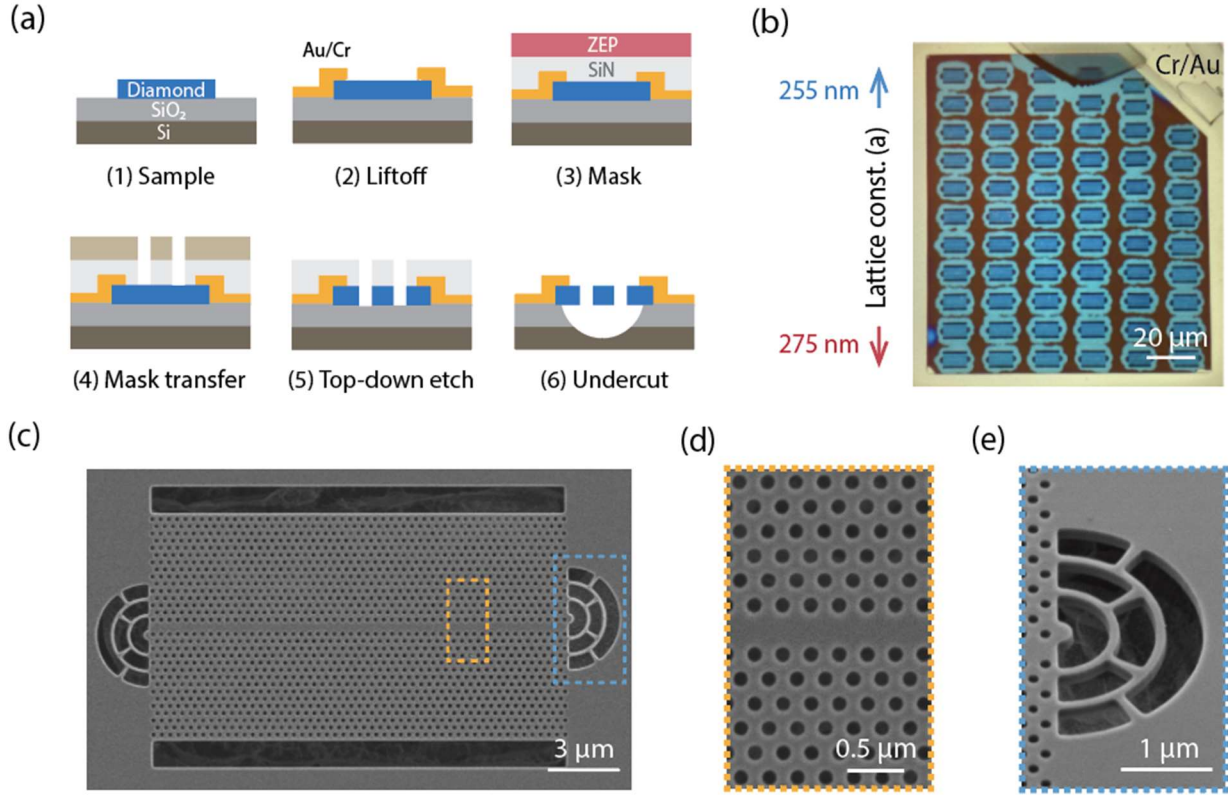 (a)
Diamond
SiO₂
Si
(1) Sample
Au/Cr
(2) Liftoff
ZEP
SiN
(3) Mask
(4) Mask transfer
(5) Top-down etch
(6) Undercut
(b)
255 nm
Lattice const. (a)
275 nm
Cr/Au
20 μm
(c)
3 μm
(d)
0.5 μm
(e)
1 μm